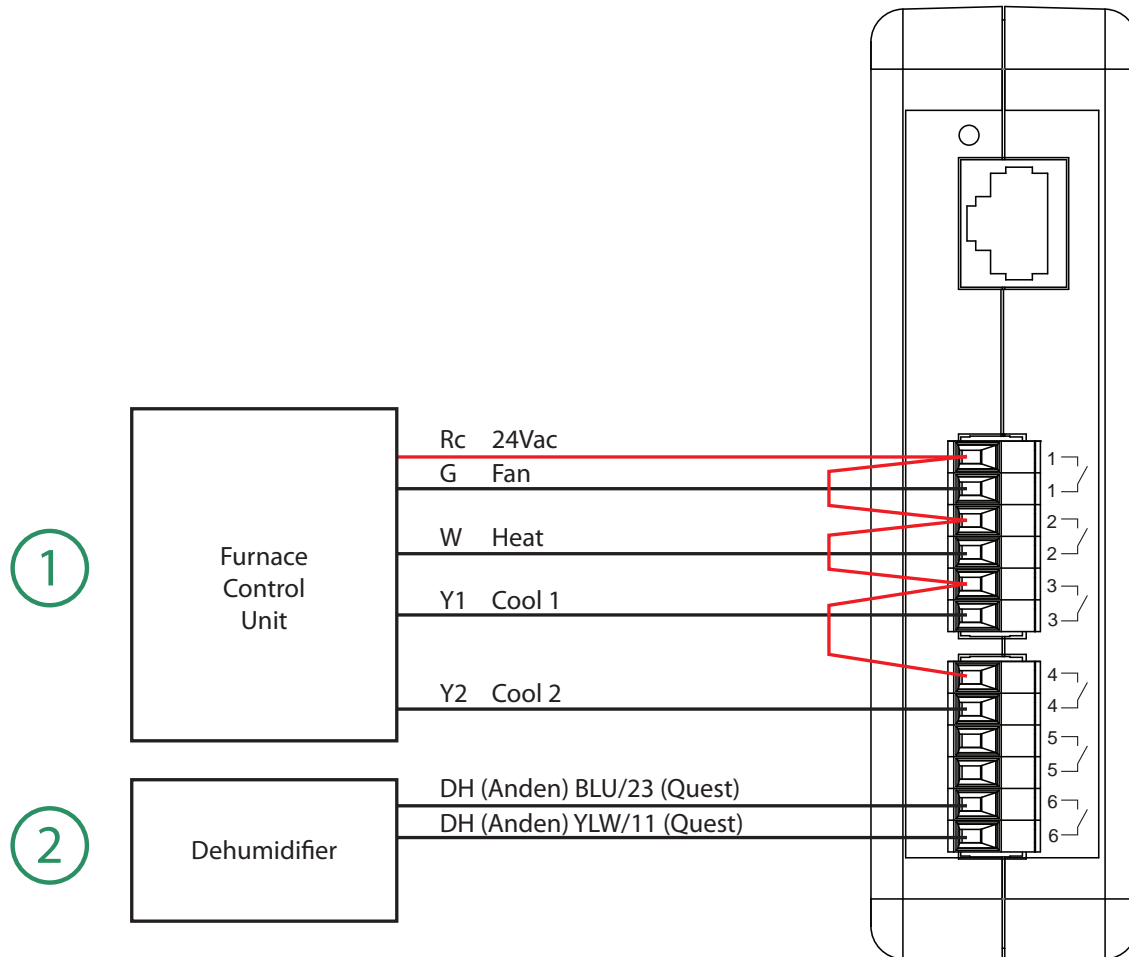 Rc 24Vac
G Fan
W Heat
Y1 Cool 1
Y2 Cool 2
1
Furnace
Control
Unit
DH (Anden) BLU/23 (Quest)
DH (Anden) YLW/11 (Quest)
2
Dehumidifier
1
1
2
2
3
3
4
4
5
5
6
6